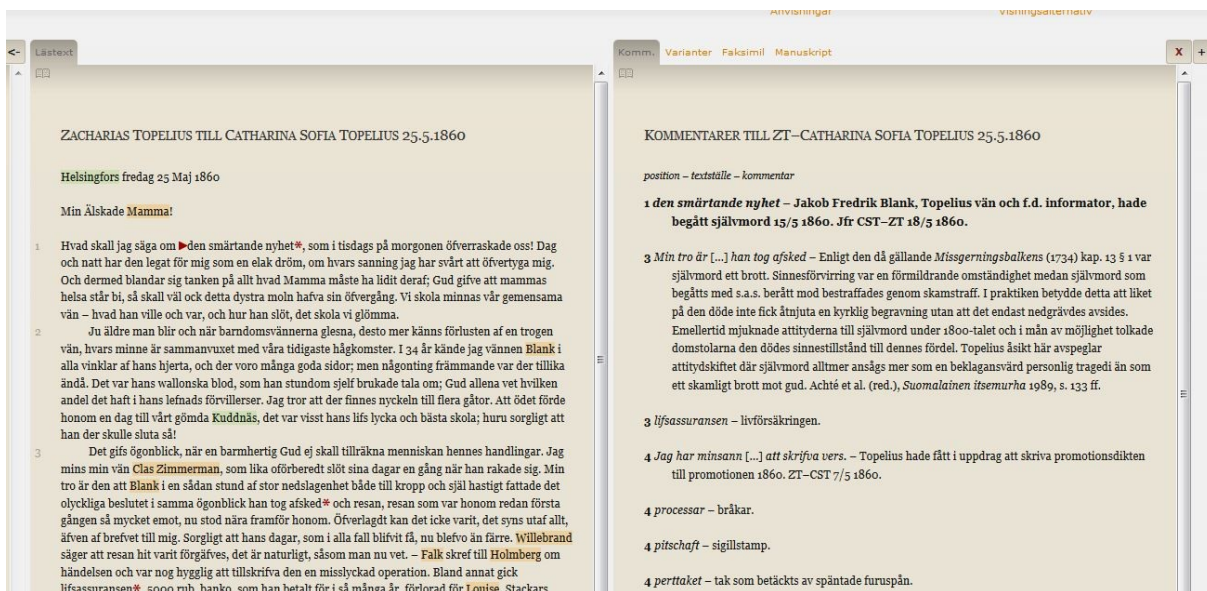 Anvisningar
Visningsalternativ
<-
Lästext
Komm. Varianter Faksimil Manuskript
X
+
ZACHARIAS TOPELIUS TILL CATHARINA SOFIA TOPELIUS 25.5.1860
Helsingfors fredag 25 Maj 1860
Min Älskade Mamma!
1 Hvad skall jag säga om ►den smärtande nyhet*, som i tisdags på morgonen öfverraskade oss! Dag
och natt har den legat för mig som en elak dröm, om hvars sanning jag har svårt att öfvertyga mig.
Och dermed blandar sig tanken på allt hvad Mamma måste ha lidit deraf; Gud gifve att mammas
helsa står bi, så skall väl ock detta dystra moln hafva sin öfvergång. Vi skola minnas vår gemensama
vän – hvad han ville och var, och hur han slöt, det skola vi glömma.
2 Ju äldre man blir och när barndomsvännerna glesna, desto mer känns förlusten af en trogen
vän, hvars minne är sammanvuxet med våra tidigaste hågkomster. I 34 år kände jag vännen Blank i
alla vinklar af hans hjerta, och der voro många goda sidor; men någonting främmande var der tillika
ändå. Det var hans wallonska blod, som han stundom sjelf brukade tala om; Gud allena vet hvilken
andel det haft i hans lefnads förvillerser. Jag tror att der finnes nyckeln till flera gåtor. Att ödet förde
honom en dag till vårt gömda Kuddnäs, det var visst hans lifs lycka och bästa skola; huru sorgligt att
han der skulle sluta så!
3 Det gifs ögonblick, när en barmhertig Gud ej skall tillräkna menniskan hennes handlingar. Jag
mins min vän Clas Zimmerman, som lika oförberedt slöt sina dagar en gång när han rakade sig. Min
tro är den att Blank i en sådan stund af stor nedslagenhet både till kropp och själ hastigt fattade det
olyckliga beslutet i samma ögonblick han tog afsked* och resan, resan som var honom redan första
gången så mycket emot, nu stod nära framför honom. Öfverlagdt kan det icke varit, det syns utaf allt,
äfven af brefvet till mig. Sorgligt att hans dagar, som i alla fall blifvit få, nu blefvo än färre. Willebrand
säger att resan hit varit förgäfves, det är naturligt, såsom man nu vet. – Falk skref till Holmberg om
händelsen och var nog hygglig att tillskrifva den en misslyckad operation. Bland annat gick
lifsassuransen*, 5000 rub. banko, som han betalt för i så många år, förlorad för Louise. Stackars
KOMMENTARER TILL ZT–CATHARINA SOFIA TOPELIUS 25.5.1860
position – textställe – kommentar
1 den smärtande nyhet – Jakob Fredrik Blank, Topelius vän och f.d. informator, hade
begått självmord 15/5 1860. Jfr CST–ZT 18/5 1860.
3 Min tro är [...] han tog afsked – Enligt den då gällande Missgerningsbalkens (1734) kap. 13 § 1 var
självmord ett brott. Sinnesförvirring var en förmildrande omständighet medan självmord som
begåtts med s.a.s. berått mod bestraffades genom skamstraff. I praktiken betydde detta att liket
på den döde inte fick åtnjuta en kyrklig begravning utan att det endast nedgrävdes avsides.
Emellertid mjuknade attityderna till självmord under 1800-talet och i mån av möjlighet tolkade
domstolarna den dödes sinnestillstånd till dennes fördel. Topelius åsikt här avspeglar
attitydskiftet där självmord alltmer ansågs mer som en beklagansvärd personlig tragedi än som
ett skamligt brott mot gud. Achté et al. (red.), Suomalainen itsemurha 1989, s. 133 ff.
3 lifsassuransen – livförsäkringen.
4 Jag har minsann [...] att skrifva vers. – Topelius hade fått i uppdrag att skriva promotionsdikten
till promotionen 1860. ZT–CST 7/5 1860.
4 processar – bråkar.
4 pitschaft – sigillstamp.
4 perttaket – tak som betäckts av späntade furuspån.